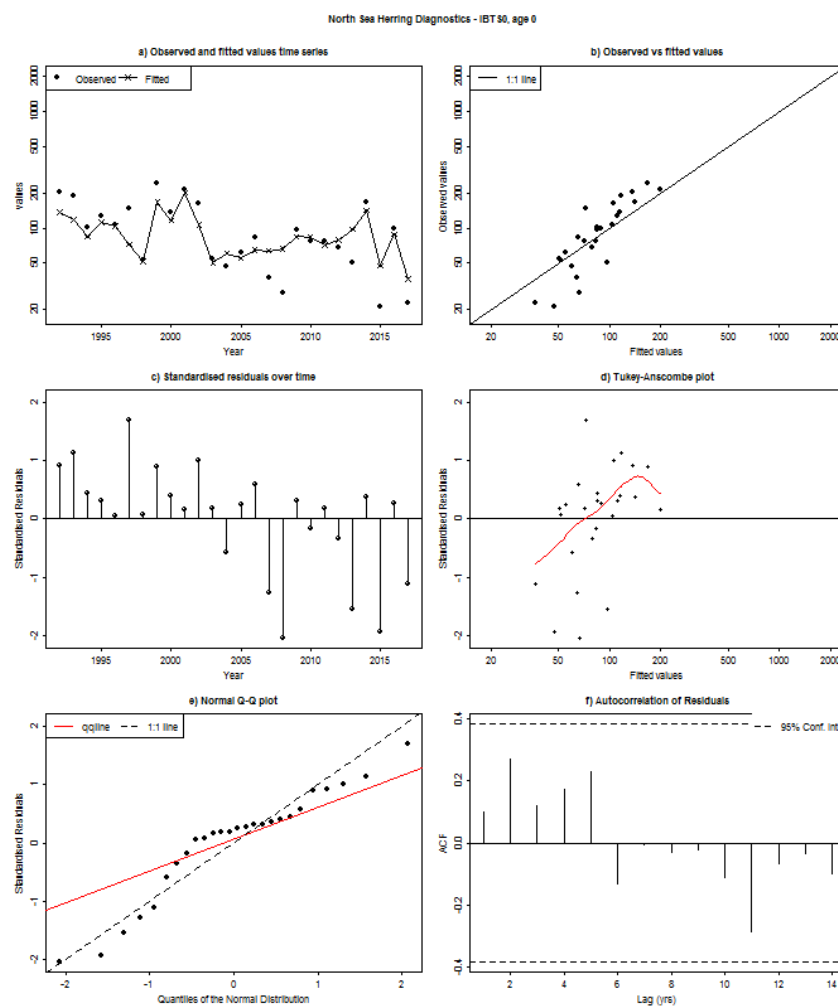 North Sea Herring Diagnostics - IBTS0, age 0
a) Observed and fitted values time series
Observed
Fitted
values
20 50 100 200 500 1000 2000
1995 2000 2005 2010 2015
Year
b) Observed vs fitted values
1:1 line
Observed values
20 50 100 200 500 1000 2000
20 50 100 200 500 1000 2000
Fitted values
c) Standardised residuals over time
Standardised Residuals
-2 -1 0 1 2
1995 2000 2005 2010 2015
Year
d) Tukey-Anscombe plot
Standardised Residuals
-2 -1 0 1 2
20 50 100 200 500 1000 2000
Fitted values
e) Normal Q-Q plot
qqline
1:1 line
Standardised Residuals
-2 -1 0 1 2
-2 -1 0 1 2
Quantiles of the Normal Distribution
f) Autocorrelation of Residuals
95% Conf. Int
ACF
-0.4 -0.2 0.0 0.2 0.4
2 4 6 8 10 12 14
Lag (yrs)